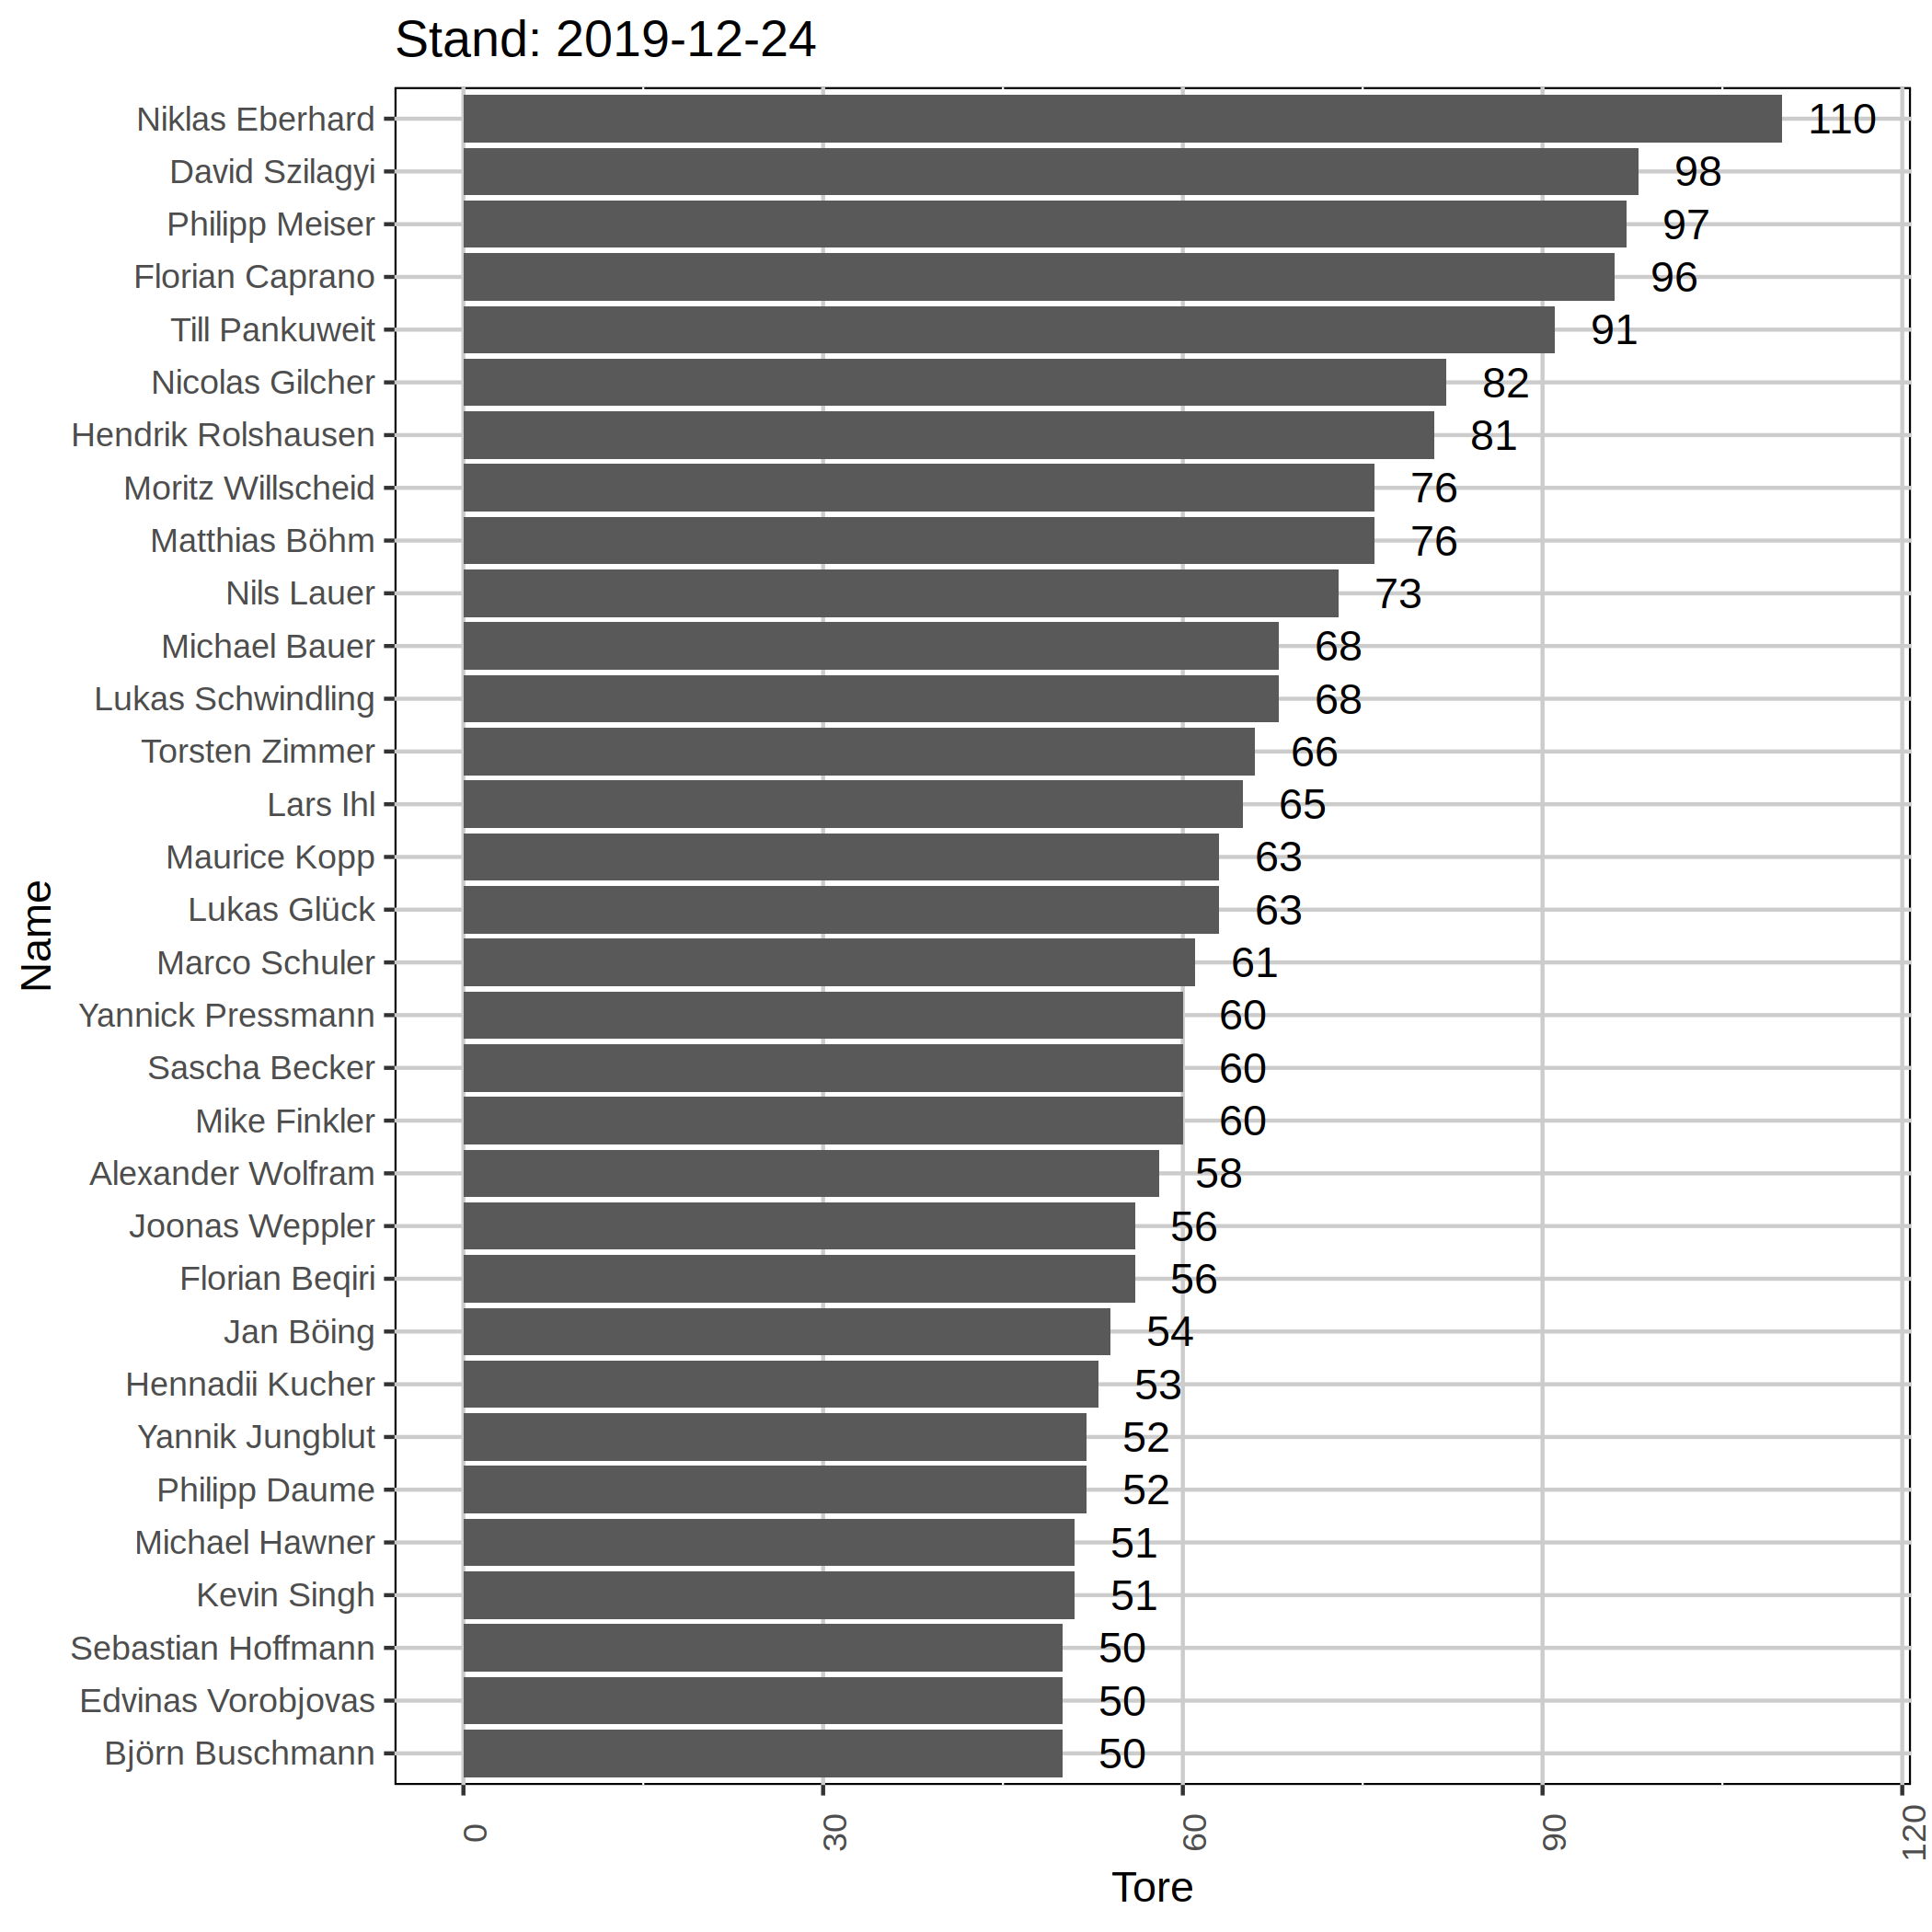 Stand: 2019-12-24
Niklas Eberhard 110
David Szilagyi 98
Philipp Meiser 97
Florian Caprano 96
Till Pankuweit 91
Nicolas Gilcher 82
Hendrik Rolshausen 81
Moritz Willscheid 76
Matthias Böhm 76
Nils Lauer 73
Michael Bauer 68
Lukas Schwindling 68
Torsten Zimmer 66
Lars Ihl 65
Maurice Kopp 63
Lukas Glück 63
Marco Schuler 61
Yannick Pressmann 60
Sascha Becker 60
Mike Finkler 60
Alexander Wolfram 58
Joonas Weppler 56
Florian Beqiri 56
Jan Böing 54
Hennadii Kucher 53
Yannik Jungblut 52
Philipp Daume 52
Michael Hawner 51
Kevin Singh 51
Sebastian Hoffmann 50
Edvinas Vorobjovas 50
Björn Buschmann 50
Name
0 30 60 90 120
Tore